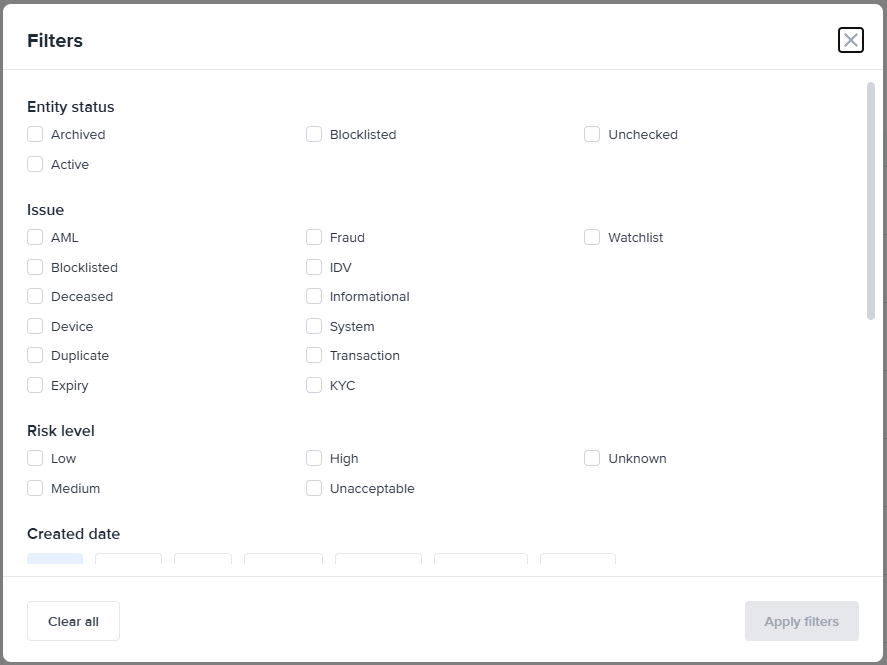 Filters
Entity status
Archived Blocklisted Unchecked
Active
Issue
AML Fraud Watchlist
Blocklisted IDV
Deceased Informational
Device System
Duplicate Transaction
Expiry KYC
Risk level
Low High Unknown
Medium Unacceptable
Created date
Clear all Apply filters